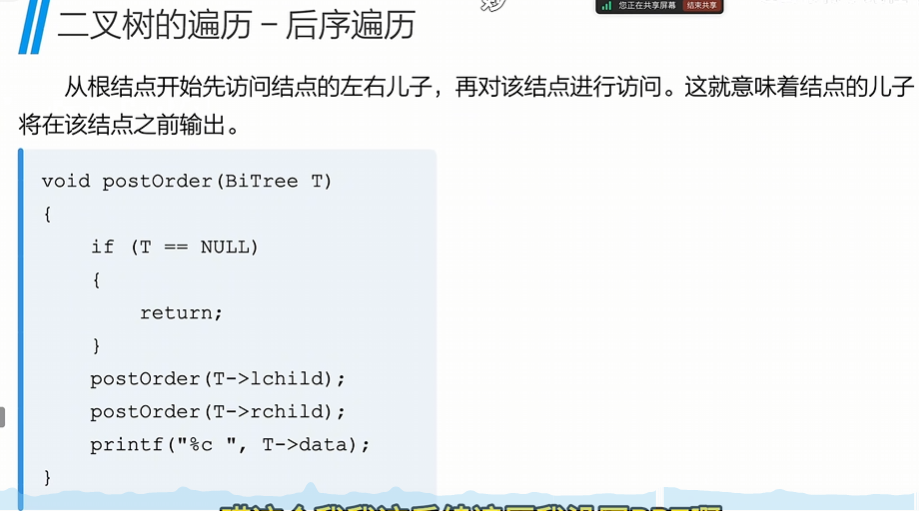 您正在共享屏幕 结束共享
二叉树的遍历 – 后序遍历
从根结点开始先访问结点的左右儿子，再对该结点进行访问。这就意味着结点的儿子
将在该结点之前输出。
void postOrder(BiTree T)
{
if (T == NULL)
{
return;
}
postOrder(T->lchild);
postOrder(T->rchild);
printf("%c ", T->data);
}